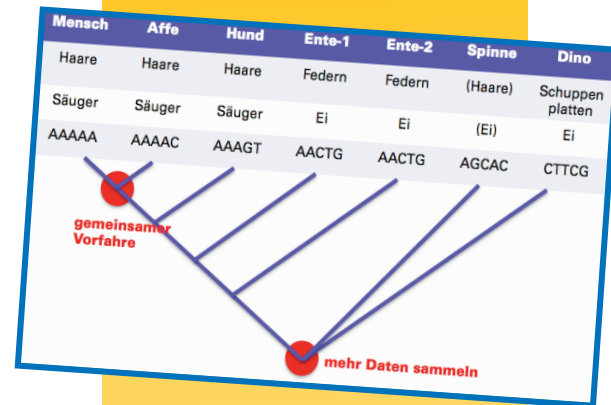 Mensch Affe Hund Ente-1 Ente-2 Spinne Dino
Haare Haare Haare Federn Federn (Haare) Schuppen
platten
Säuger Säuger Säuger Ei Ei (Ei) Ei
AAAAA AAAAC AAAGT AACTG AACTG AGCAC CTTCG
gemeinsamer
Vorfahre
mehr Daten sammeln